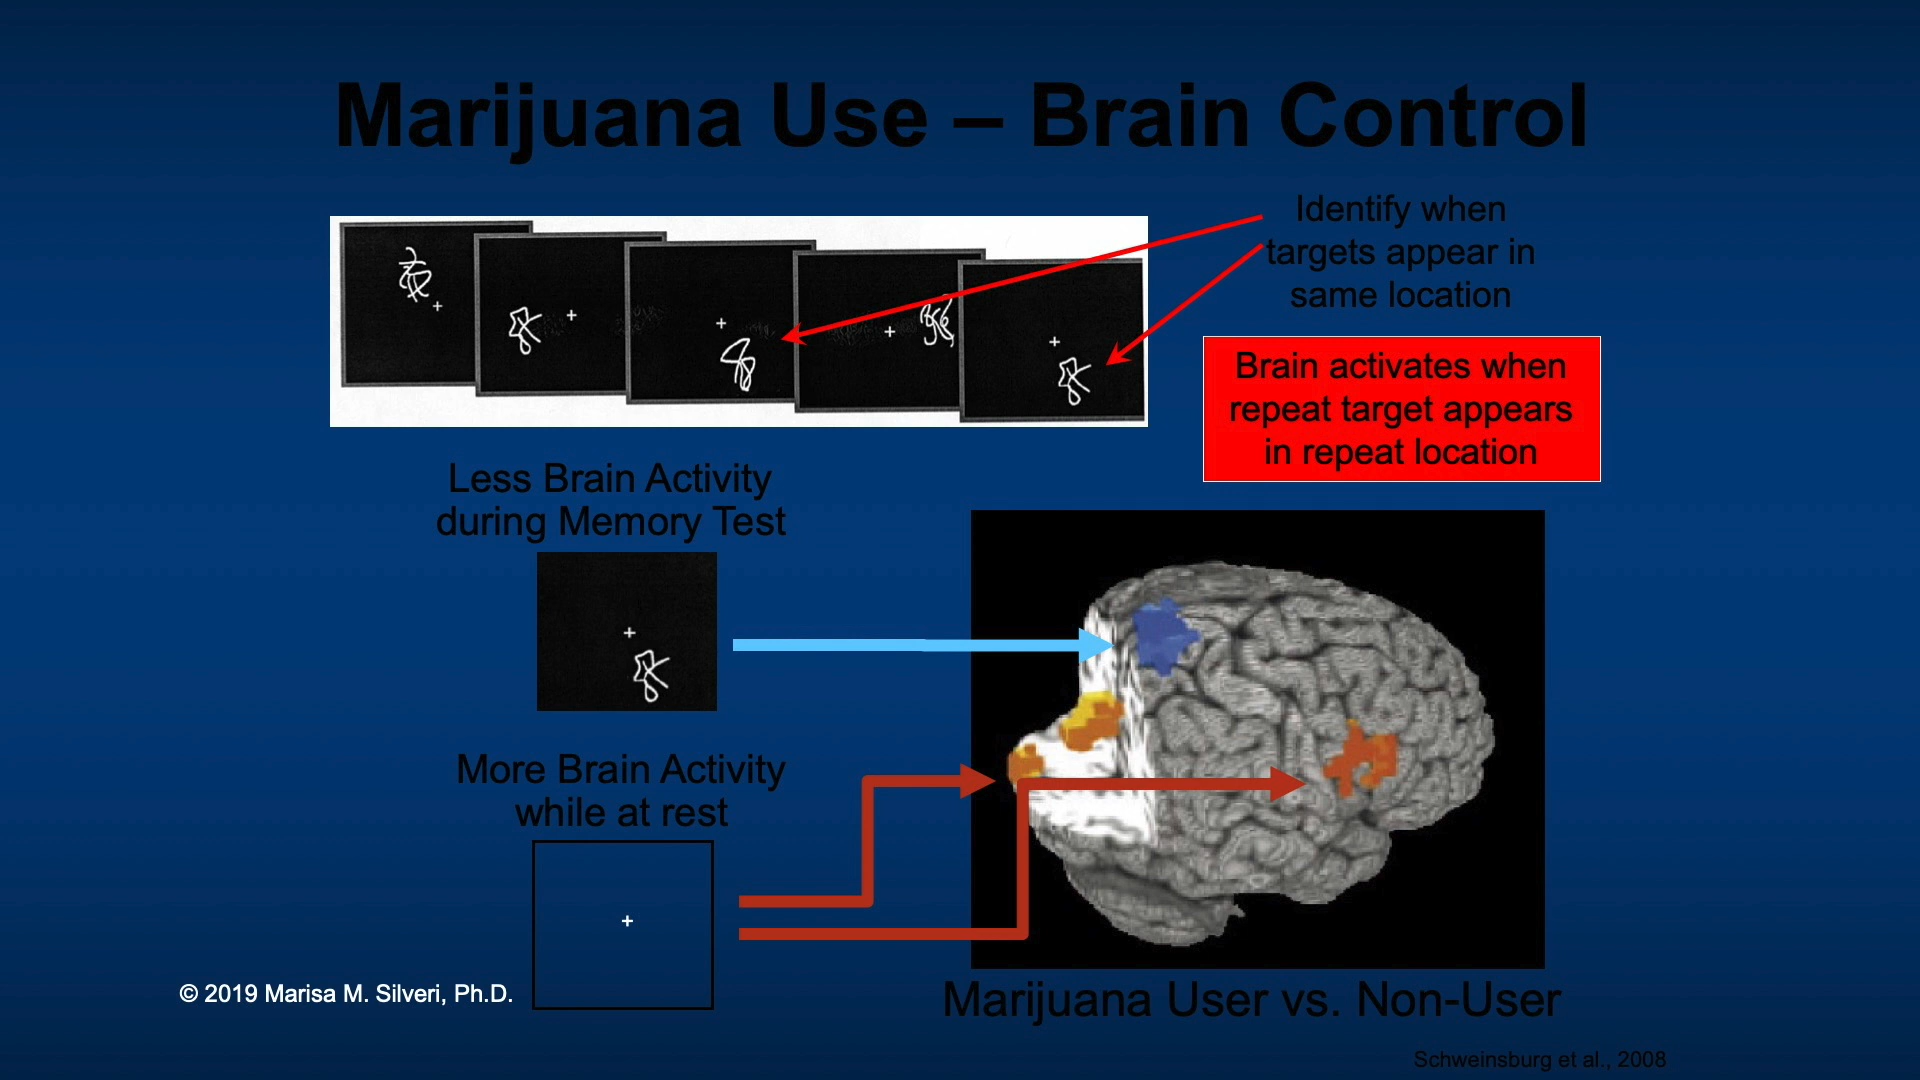 Marijuana Use – Brain Control
Identify when
targets appear in
same location
Brain activates when
repeat target appears
in repeat location
Less Brain Activity
during Memory Test
More Brain Activity
while at rest
© 2019 Marisa M. Silveri, Ph.D.
Marijuana User vs. Non-User
Schweinsburg et al., 2008